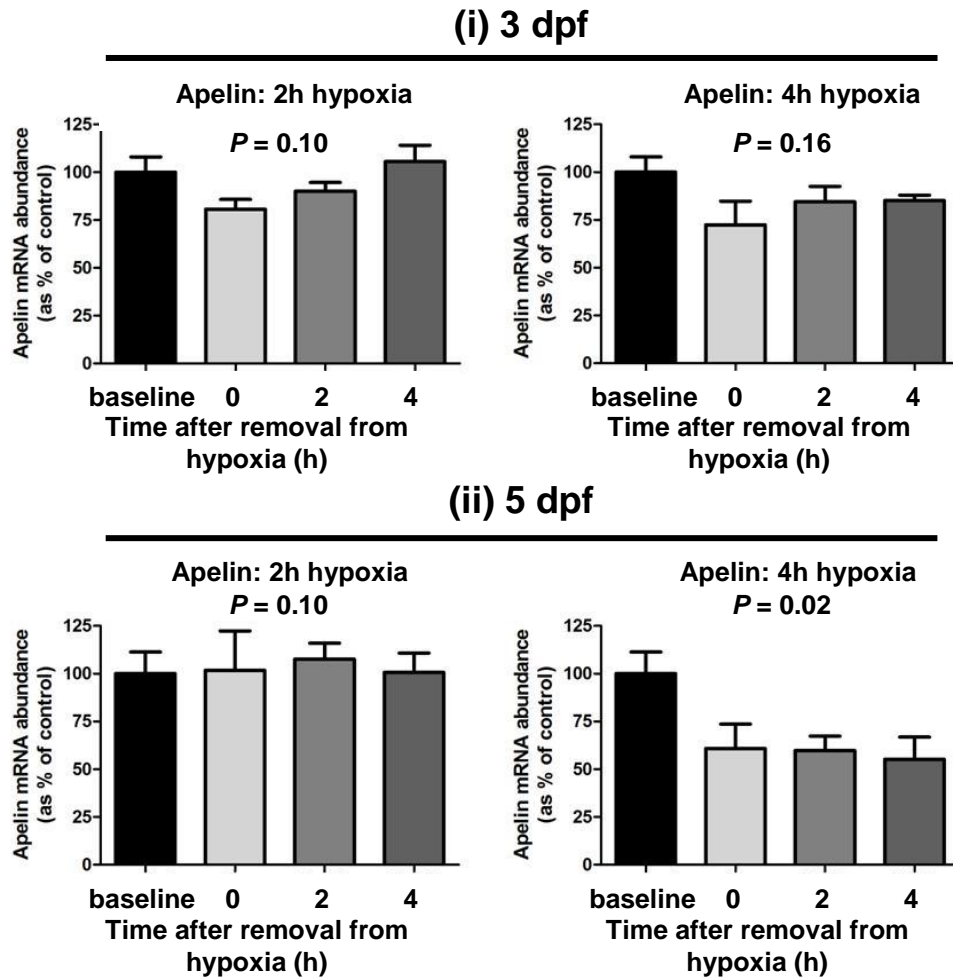 (i) 3 dpf
Apelin: 2h hypoxia
P = 0.10
Apelin mRNA abundance
(as % of control)
125
100
75
50
25
0
baseline 0 2 4
Time after removal from
hypoxia (h)
Apelin: 4h hypoxia
P = 0.16
Apelin mRNA abundance
(as % of control)
125
100
75
50
25
0
baseline 0 2 4
Time after removal from
hypoxia (h)
(ii) 5 dpf
Apelin: 2h hypoxia
P = 0.10
Apelin mRNA abundance
(as % of control)
125
100
75
50
25
0
baseline 0 2 4
Time after removal from
hypoxia (h)
Apelin: 4h hypoxia
P = 0.02
Apelin mRNA abundance
(as % of control)
125
100
75
50
25
0
baseline 0 2 4
Time after removal from
hypoxia (h)